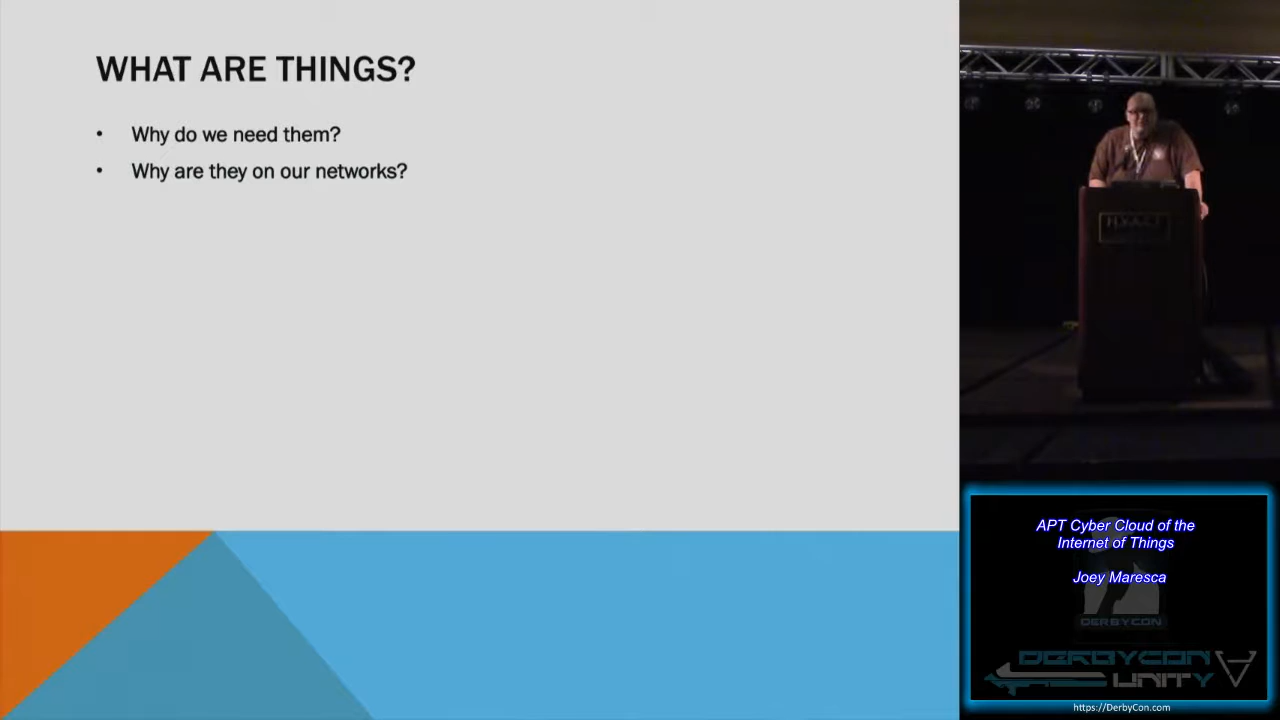 WHAT ARE THINGS?
• Why do we need them?
• Why are they on our networks?
HYATT
APT Cyber Cloud of the
Internet of Things
Joey Maresca
DERBYCON
DERBYCON
UNITY
https://DerbyCon.com